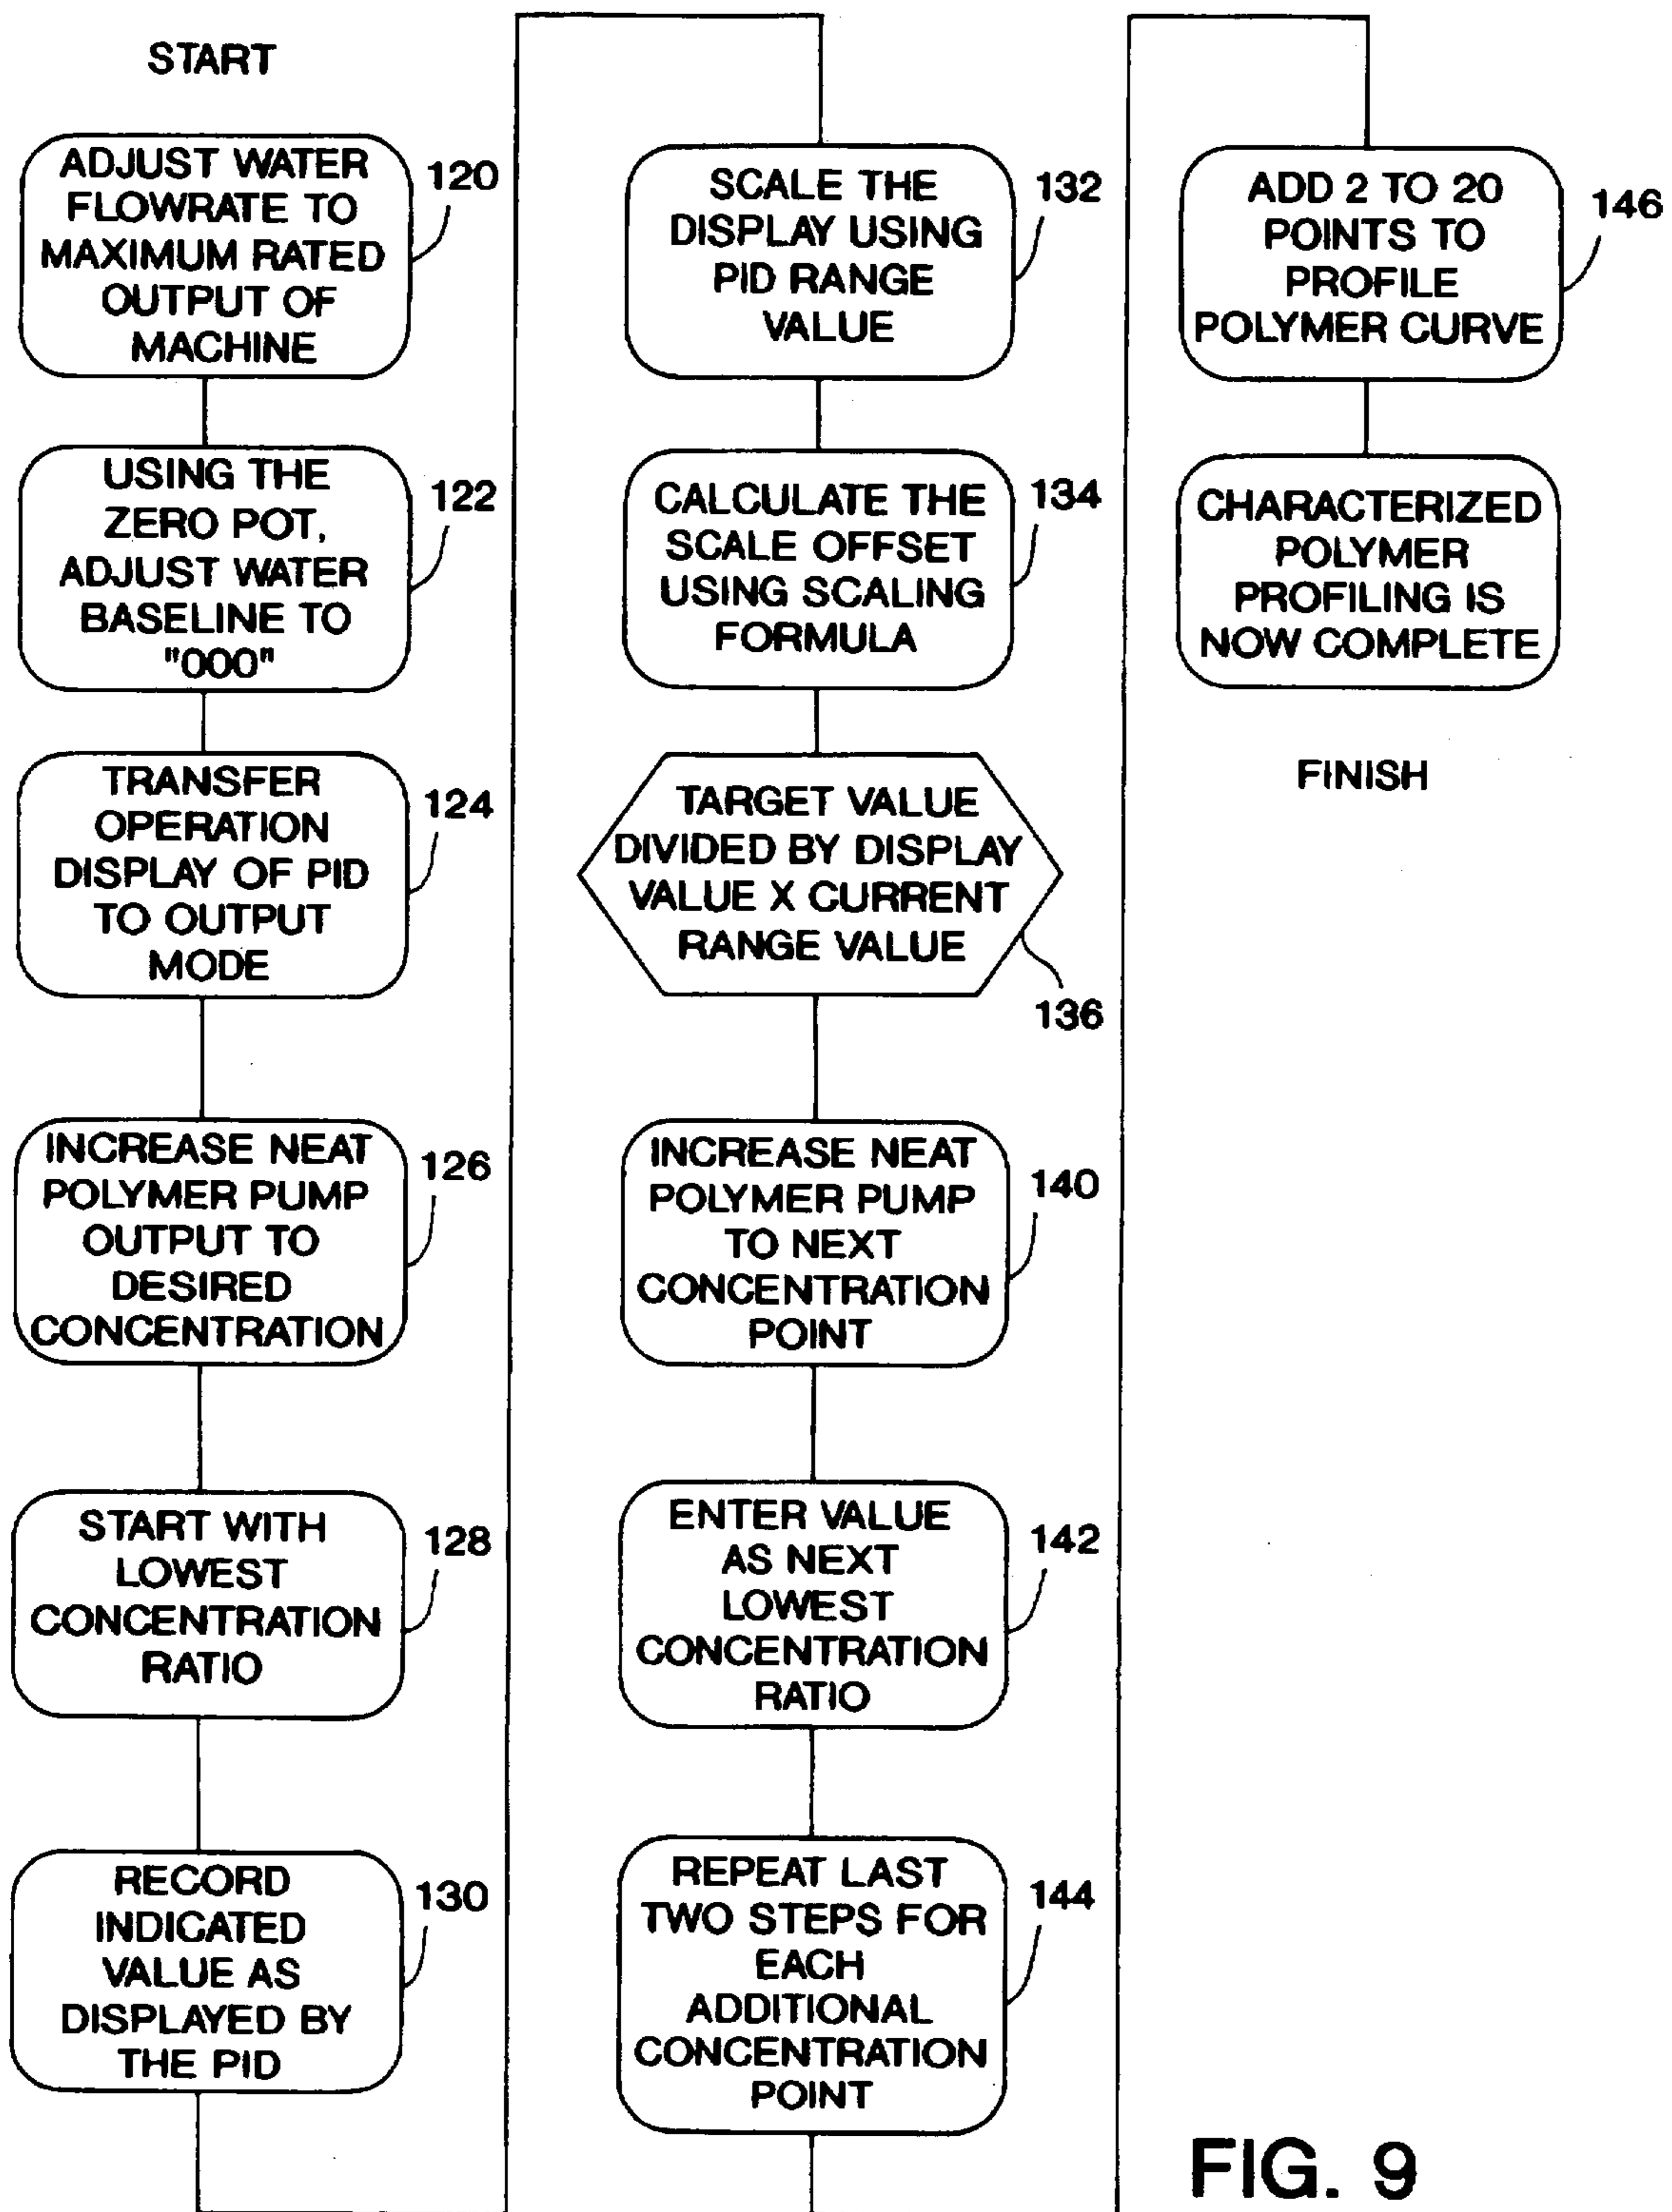 START
ADJUST WATER
FLOWRATE TO
MAXIMUM RATED
OUTPUT OF
MACHINE
120
USING THE
ZERO POT,
ADJUST WATER
BASELINE TO
"000"
122
TRANSFER
OPERATION
DISPLAY OF PID
TO OUTPUT
MODE
124
INCREASE NEAT
POLYMER PUMP
OUTPUT TO
DESIRED
CONCENTRATION
126
START WITH
LOWEST
CONCENTRATION
RATIO
128
RECORD
INDICATED
VALUE AS
DISPLAYED BY
THE PID
130
SCALE THE
DISPLAY USING
PID RANGE
VALUE
132
CALCULATE THE
SCALE OFFSET
USING SCALING
FORMULA
134
TARGET VALUE
DIVIDED BY DISPLAY
VALUE X CURRENT
RANGE VALUE
136
INCREASE NEAT
POLYMER PUMP
TO NEXT
CONCENTRATION
POINT
140
ENTER VALUE
AS NEXT
LOWEST
CONCENTRATION
RATIO
142
REPEAT LAST
TWO STEPS FOR
EACH
ADDITIONAL
CONCENTRATION
POINT
144
ADD 2 TO 20
POINTS TO
PROFILE
POLYMER CURVE
146
CHARACTERIZED
POLYMER
PROFILING IS
NOW COMPLETE
FINISH
FIG. 9